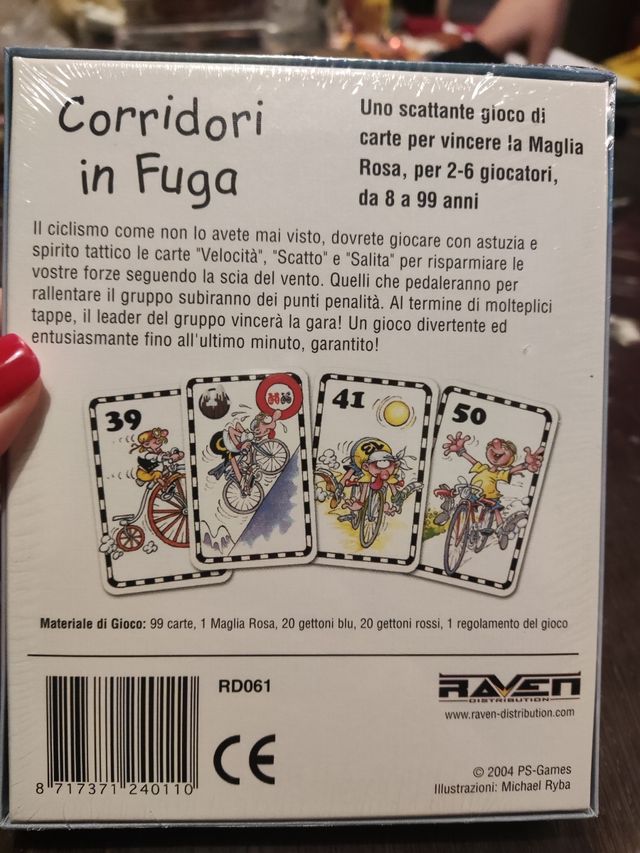 Corridori
in Fuga
Uno scattante gioco di
carte per vincere la Maglia
Rosa, per 2-6 giocatori,
da 8 a 99 anni
Il ciclismo come non lo avete mai visto, dovrete giocare con astuzia e
spirito tattico le carte "Velocità", "Scatto" e "Salita" per risparmiare le
vostre forze seguendo la scia del vento. Quelli che pedaleranno per
rallentare il gruppo subiranno dei punti penalità. Al termine di molteplici
tappe, il leader del gruppo vincerà la gara! Un gioco divertente ed
entusiasmante fino all'ultimo minuto, garantito!
39
41
50
Materiale di Gioco: 99 carte, 1 Maglia Rosa, 20 gettoni blu, 20 gettoni rossi, 1 regolamento del gioco
RD061
RAVEN
DISTRIBUTION
www.raven-distribution.com
CE
8 717371 240110
© 2004 PS-Games
Illustrazioni: Michael Ryba